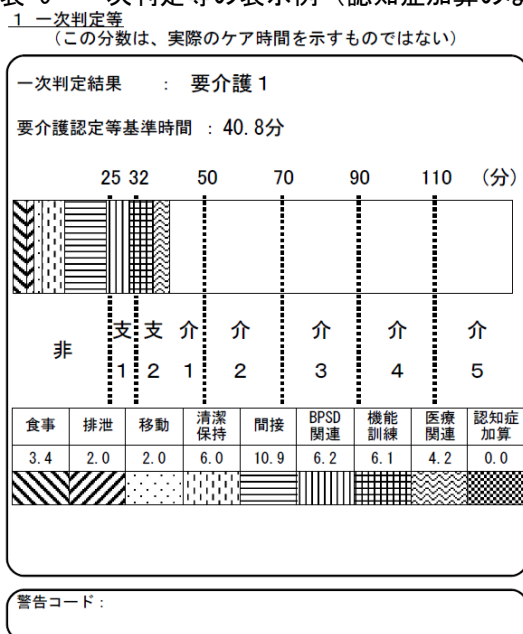 1 一次判定等
(この分数は、実際のケア時間を示すものではない)
一次判定結果 : 要介護1
要介護認定等基準時間 : 40.8分
25 32 50 70 90 110 (分)
非 支1 支2 介1 介2 介3 介4 介5
食事 排泄 移動 清潔保持 間接 BPSD関連 機能訓練 医療関連 認知症加算
3.4 2.0 2.0 6.0 10.9 6.2 6.1 4.2 0.0
警告コード: